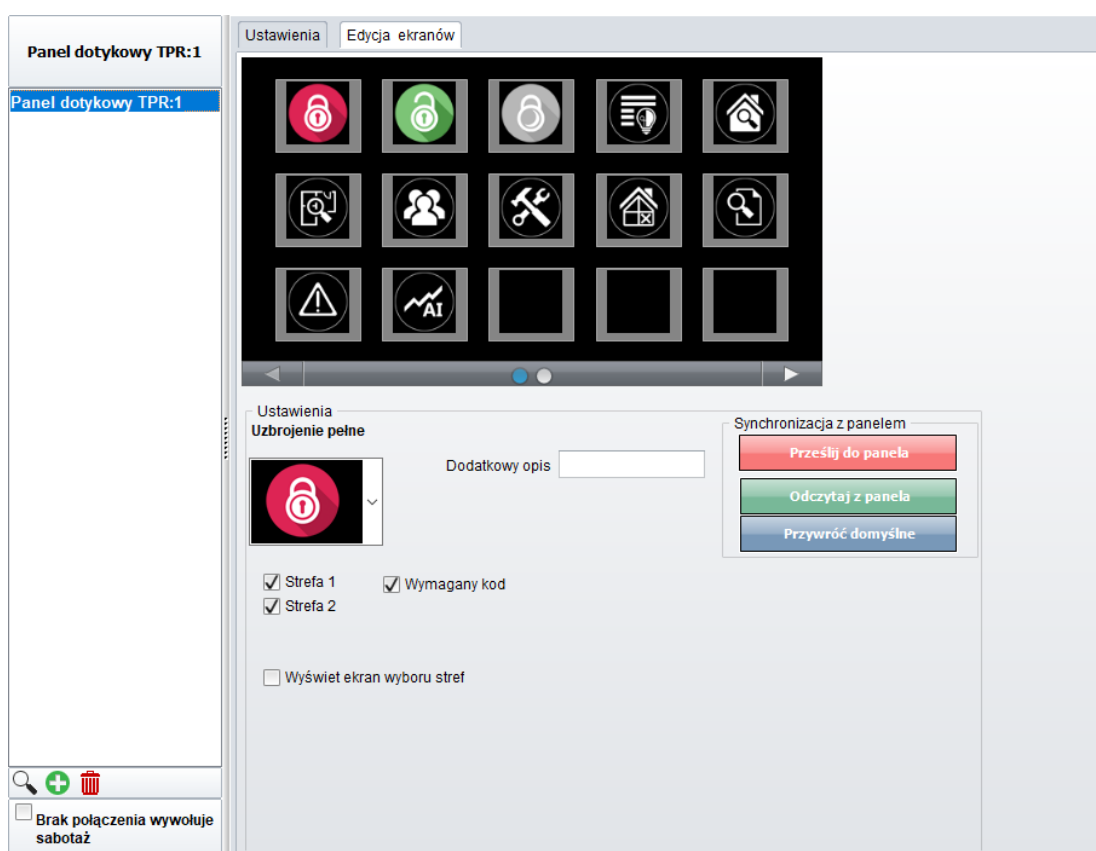 Panel dotykowy TPR:1
Ustawienia
Edycja ekranów
Panel dotykowy TPR:1
AI
Ustawienia
Uzbrojenie pełne
Dodatkowy opis
Synchronizacja z panelem
Prześlij do panela
Odczytaj z panela
Przywróć domyślne
Strefa 1
Wymagany kod
Strefa 2
Wyświet ekran wyboru stref
Brak połączenia wywołuje
sabotaż